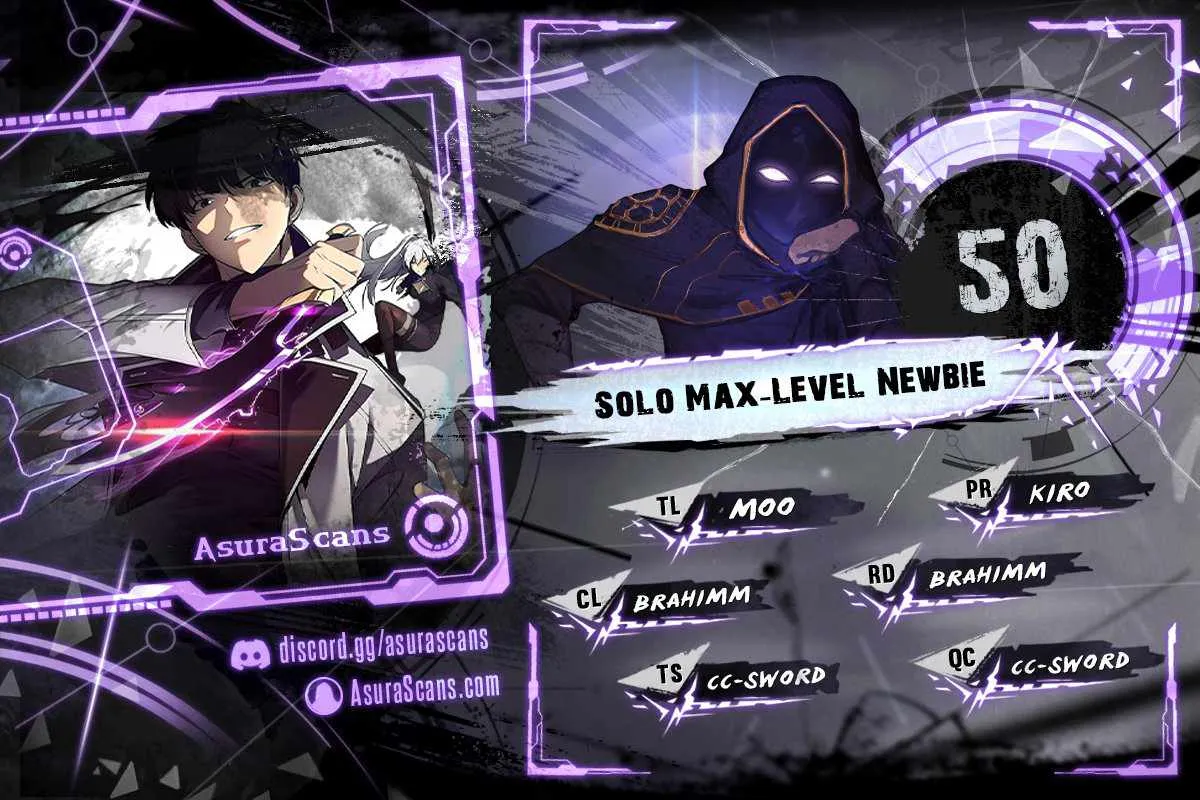 50
SOLO MAX-LEVEL NEWBIE
TL MOO
PR KIRO
CL BRAHIMM
RD BRAHIMM
TS CC-SWORD
QC CC-SWORD
AsuraScans
discord.gg/asurascans
AsuraScans.com